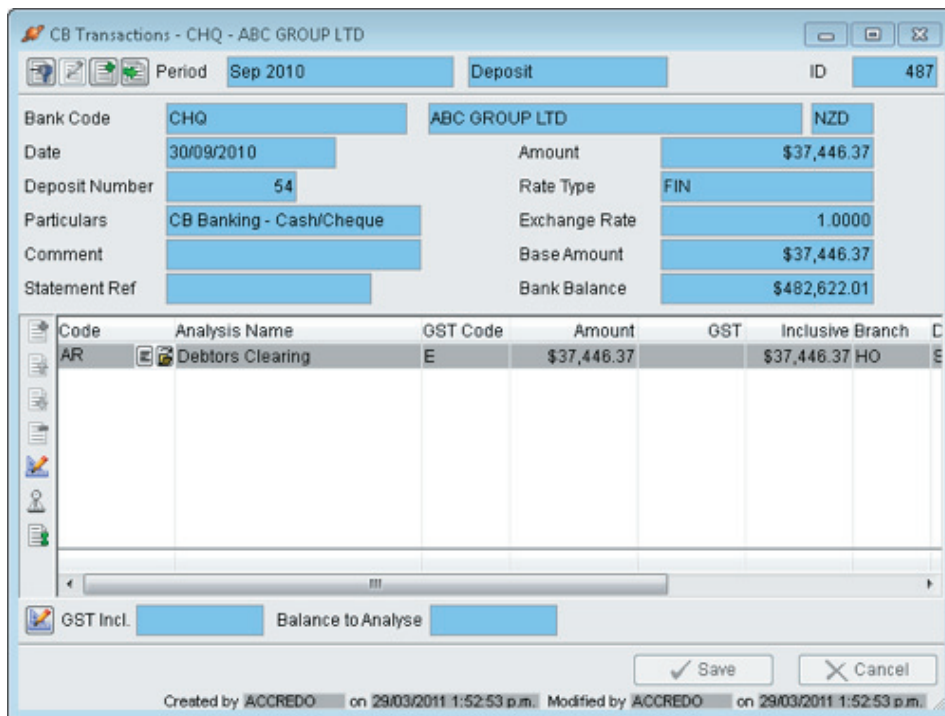 CB Transactions - CHQ - ABC GROUP LTD
Period Sep 2010 Deposit ID 487
Bank Code CHQ ABC GROUP LTD NZD
Date 30/09/2010 Amount $37,446.37
Deposit Number 54 Rate Type FIN
Particulars CB Banking - Cash/Cheque Exchange Rate 1.0000
Comment Base Amount $37,446.37
Statement Ref Bank Balance $482,622.01
Code Analysis Name GST Code Amount GST Inclusive Branch
AR Debtors Clearing E $37,446.37 $37,446.37 HO
GST Incl. Balance to Analyse
Save Cancel
Created by ACCREDO on 29/03/2011 1:52:53 p.m. Modified by ACCREDO on 29/03/2011 1:52:53 p.m.